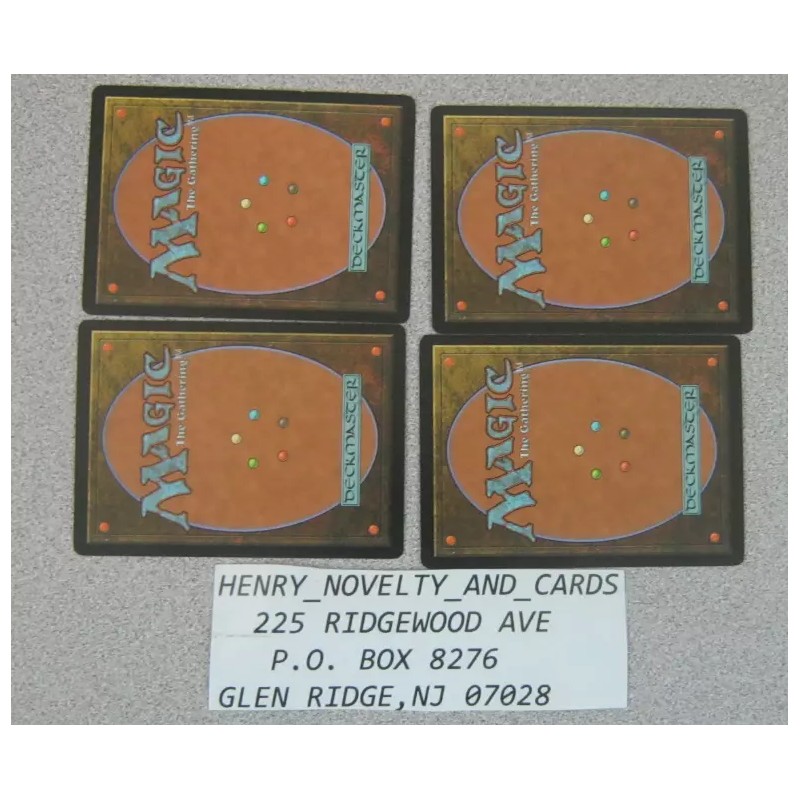 MAGIC
The Gathering
DECKMASTER
MAGIC
The Gathering
DECKMASTER
MAGIC
The Gathering
DECKMASTER
MAGIC
The Gathering
DECKMASTER
HENRY_NOVELTY_AND_CARDS
225 RIDGEWOOD AVE
P.O. BOX 8276
GLEN RIDGE,NJ 07028